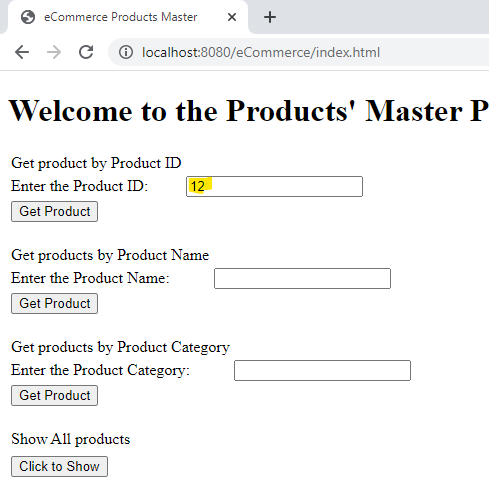 eCommerce Products Master
localhost:8080/eCommerce/index.html
Welcome to the Products' Master P
Get product by Product ID
Enter the Product ID: 12
Get Product
Get products by Product Name
Enter the Product Name:
Get Product
Get products by Product Category
Enter the Product Category:
Get Product
Show All products
Click to Show